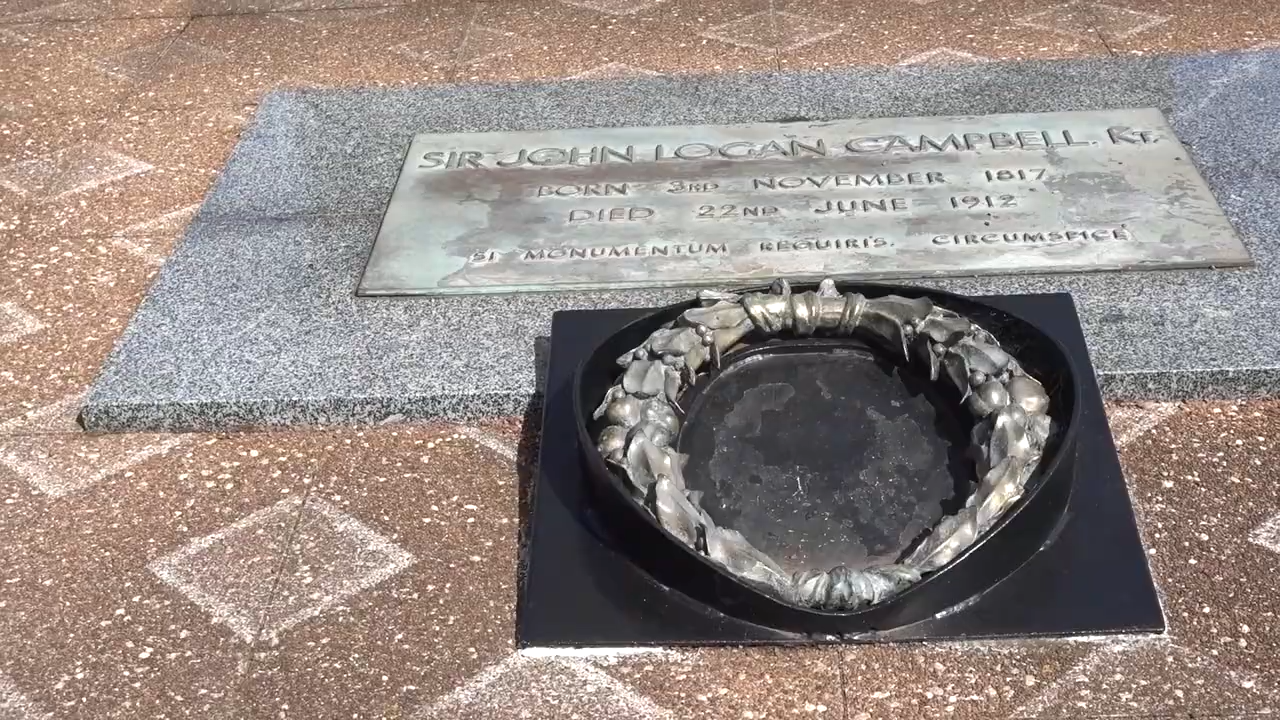 SIR JOHN LOGAN CAMPBELL. KT.
BORN 3RD NOVEMBER 1817.
DIED 22ND JUNE 1912
SI MONUMENTUM REQUIRIS. CIRCUMSPICE